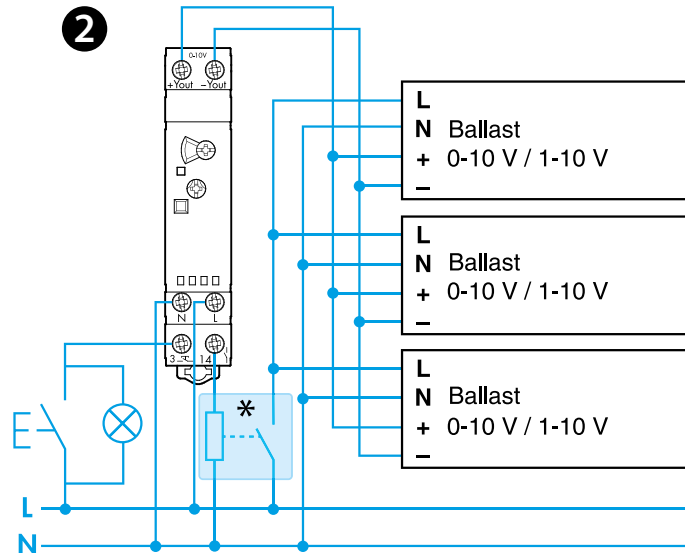 2
0-10V
+Yout –Yout
L
N Ballast
+ 0-10 V / 1-10 V
–
L
N Ballast
+ 0-10 V / 1-10 V
–
N L
3 14
L
N Ballast
+ 0-10 V / 1-10 V
–
*
L
N